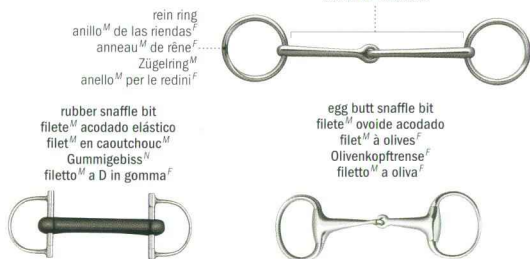 rein ring
anillo^M de las riendas^F
anneau^M de rêne^F
Zügelring^M
anello^M per le redini^F
rubber snaffle bit
filete^M acodado elástico
filet^M en caoutchouc^M
Gummigebiss^N
filetto^M a D in gomma^F
egg butt snaffle bit
filete^M ovoide acodado
filet^M à olives^F
Olivenkopftrense^F
filetto^M a oliva^F